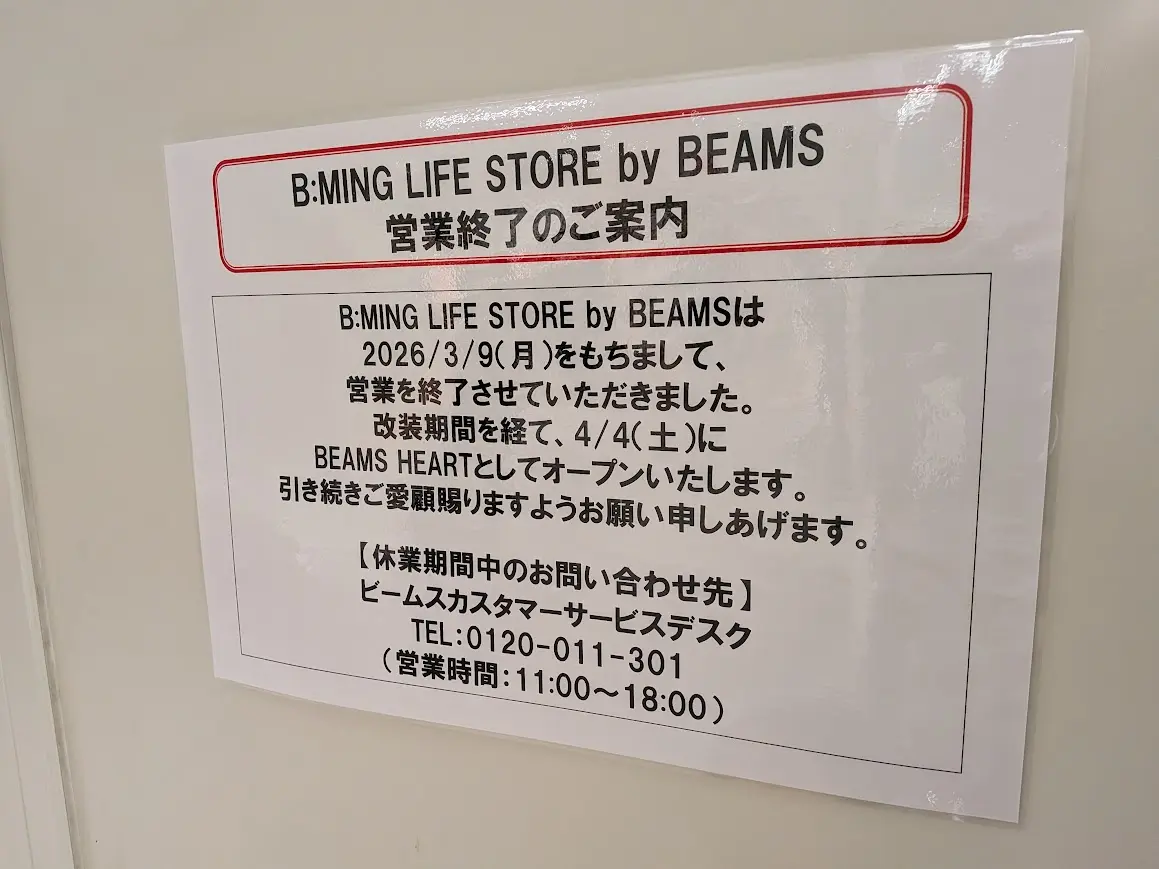 B:MING LIFE STORE by BEAMS
営業終了のご案内
B:MING LIFE STORE by BEAMSは
2026/3/9(月)をもちまして、
営業を終了させていただきました。
改装期間を経て、4/4(土)に
BEAMS HEARTとしてオープンいたします。
引き続きご愛顧賜りますようお願い申しあげます。
【休業期間中のお問い合わせ先】
ビームスカスタマーサービスデスク
TEL:0120-011-301
(営業時間:11:00～18:00)